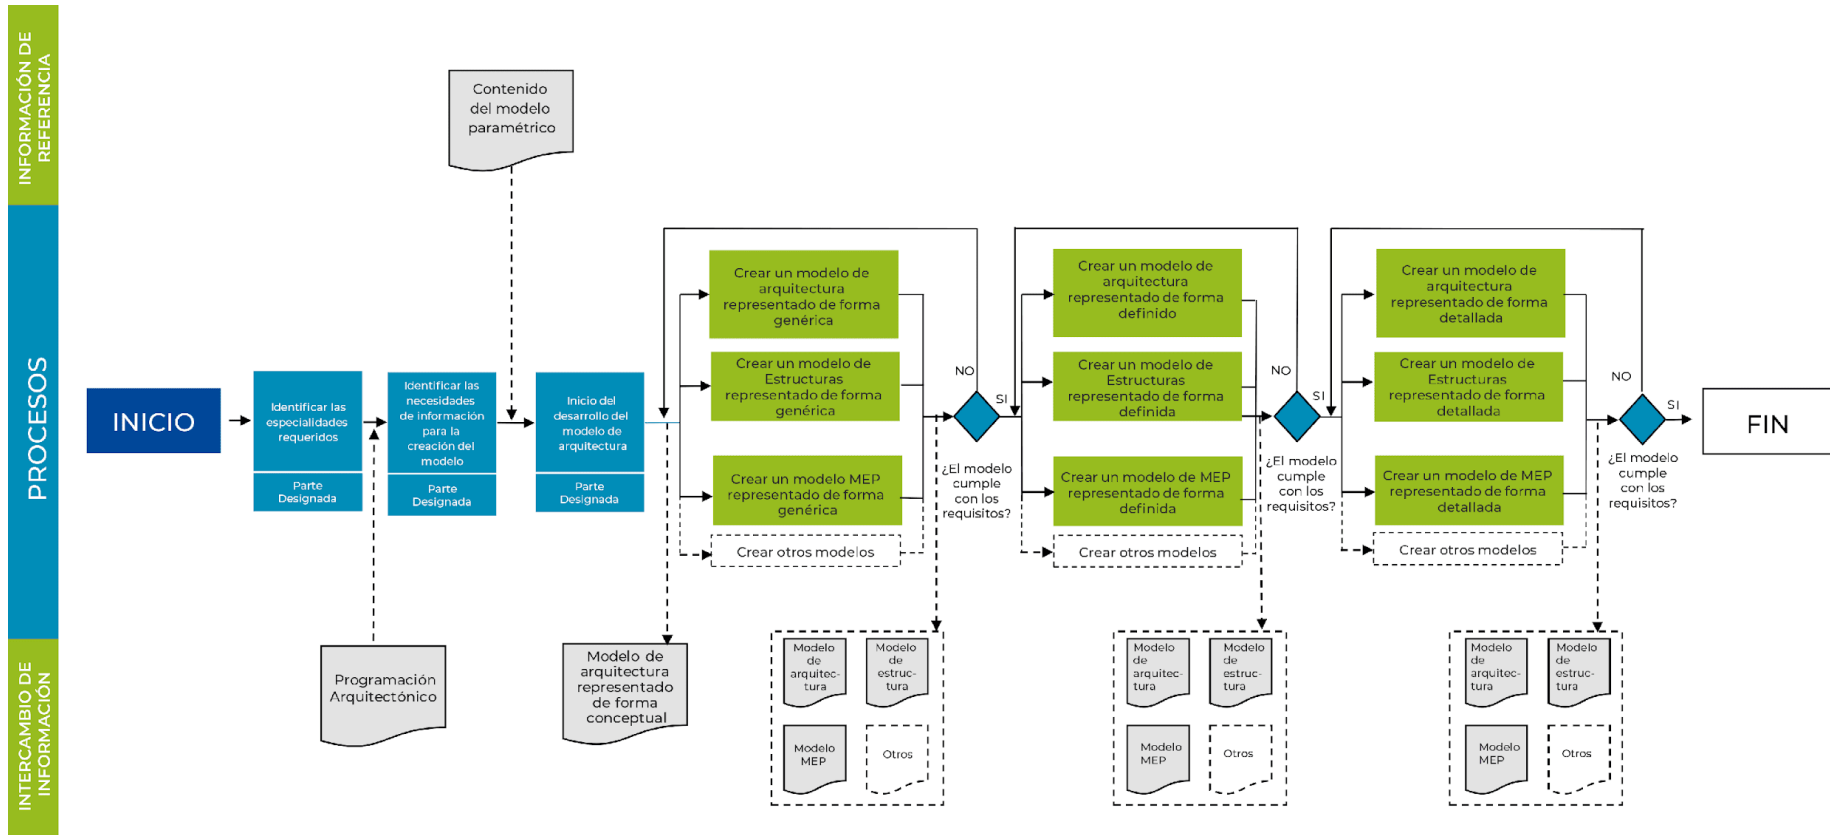 INFORMACIÓN DE
REFERENCIA
Contenido
del modelo
paramétrico
PROCESOS
INICIO
Identificar las
especialidades
requeridos
Parte
Designada
Identificar las
necesidades
de información
para la
creación del
modelo
Parte
Designada
Inicio del
desarrollo del
modelo de
arquitectura
Parte
Designada
Crear un modelo de
arquitectura
representado de forma
genérica
Crear un modelo de
Estructuras
representado de forma
genérica
Crear un modelo MEP
representado de forma
genérica
Crear otros modelos
NO
SI
¿El modelo
cumple
con los
requisitos?
Crear un modelo de
arquitectura
representado de forma
definido
Crear un modelo de
Estructuras
representado de forma
definida
Crear un modelo de MEP
representado de forma
definida
Crear otros modelos
NO
SI
¿El modelo
cumple
con los
requisitos?
Crear un modelo de
arquitectura
representado de forma
detallada
Crear un modelo de
Estructuras
representado de forma
detallada
Crear un modelo de MEP
representado de forma
detallada
Crear otros modelos
NO
SI
¿El modelo
cumple
con los
requisitos?
FIN
INTERCAMBIO DE
INFORMACIÓN
Programación
Arquitectónico
Modelo de
arquitectura
representado
de forma
conceptual
Modelo
de
arquitec-
tura
Modelo
de
estruc-
tura
Modelo
MEP
Otros
Modelo
de
arquitec-
tura
Modelo
de
estruc-
tura
Modelo
MEP
Otros
Modelo
de
arquitec-
tura
Modelo
de
estruc-
tura
Modelo
MEP
Otros